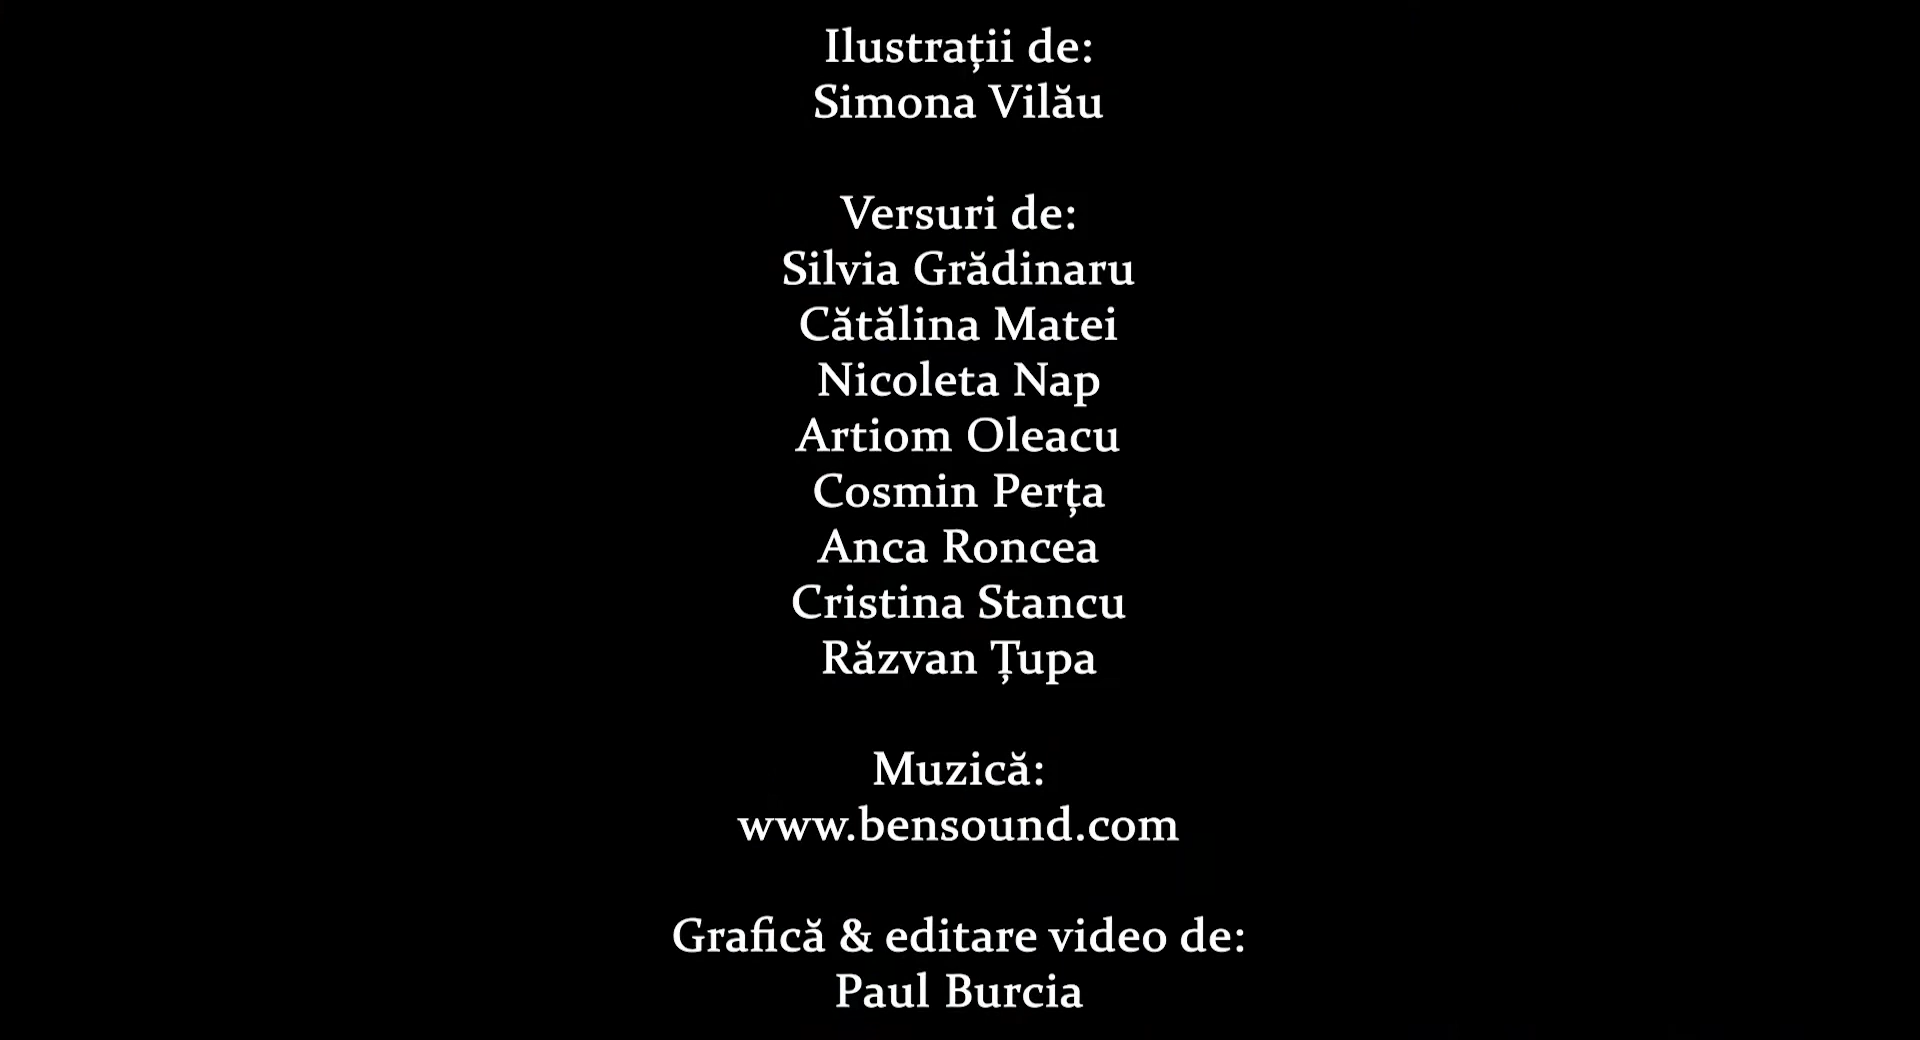 Ilustrații de:
Simona Vilău
Versuri de:
Silvia Grădinaru
Cătălina Matei
Nicoleta Nap
Artiom Oleacu
Cosmin Perța
Anca Roncea
Cristina Stancu
Răzvan Țupa
Muzică:
www.bensound.com
Grafică & editare video de:
Paul Burcia